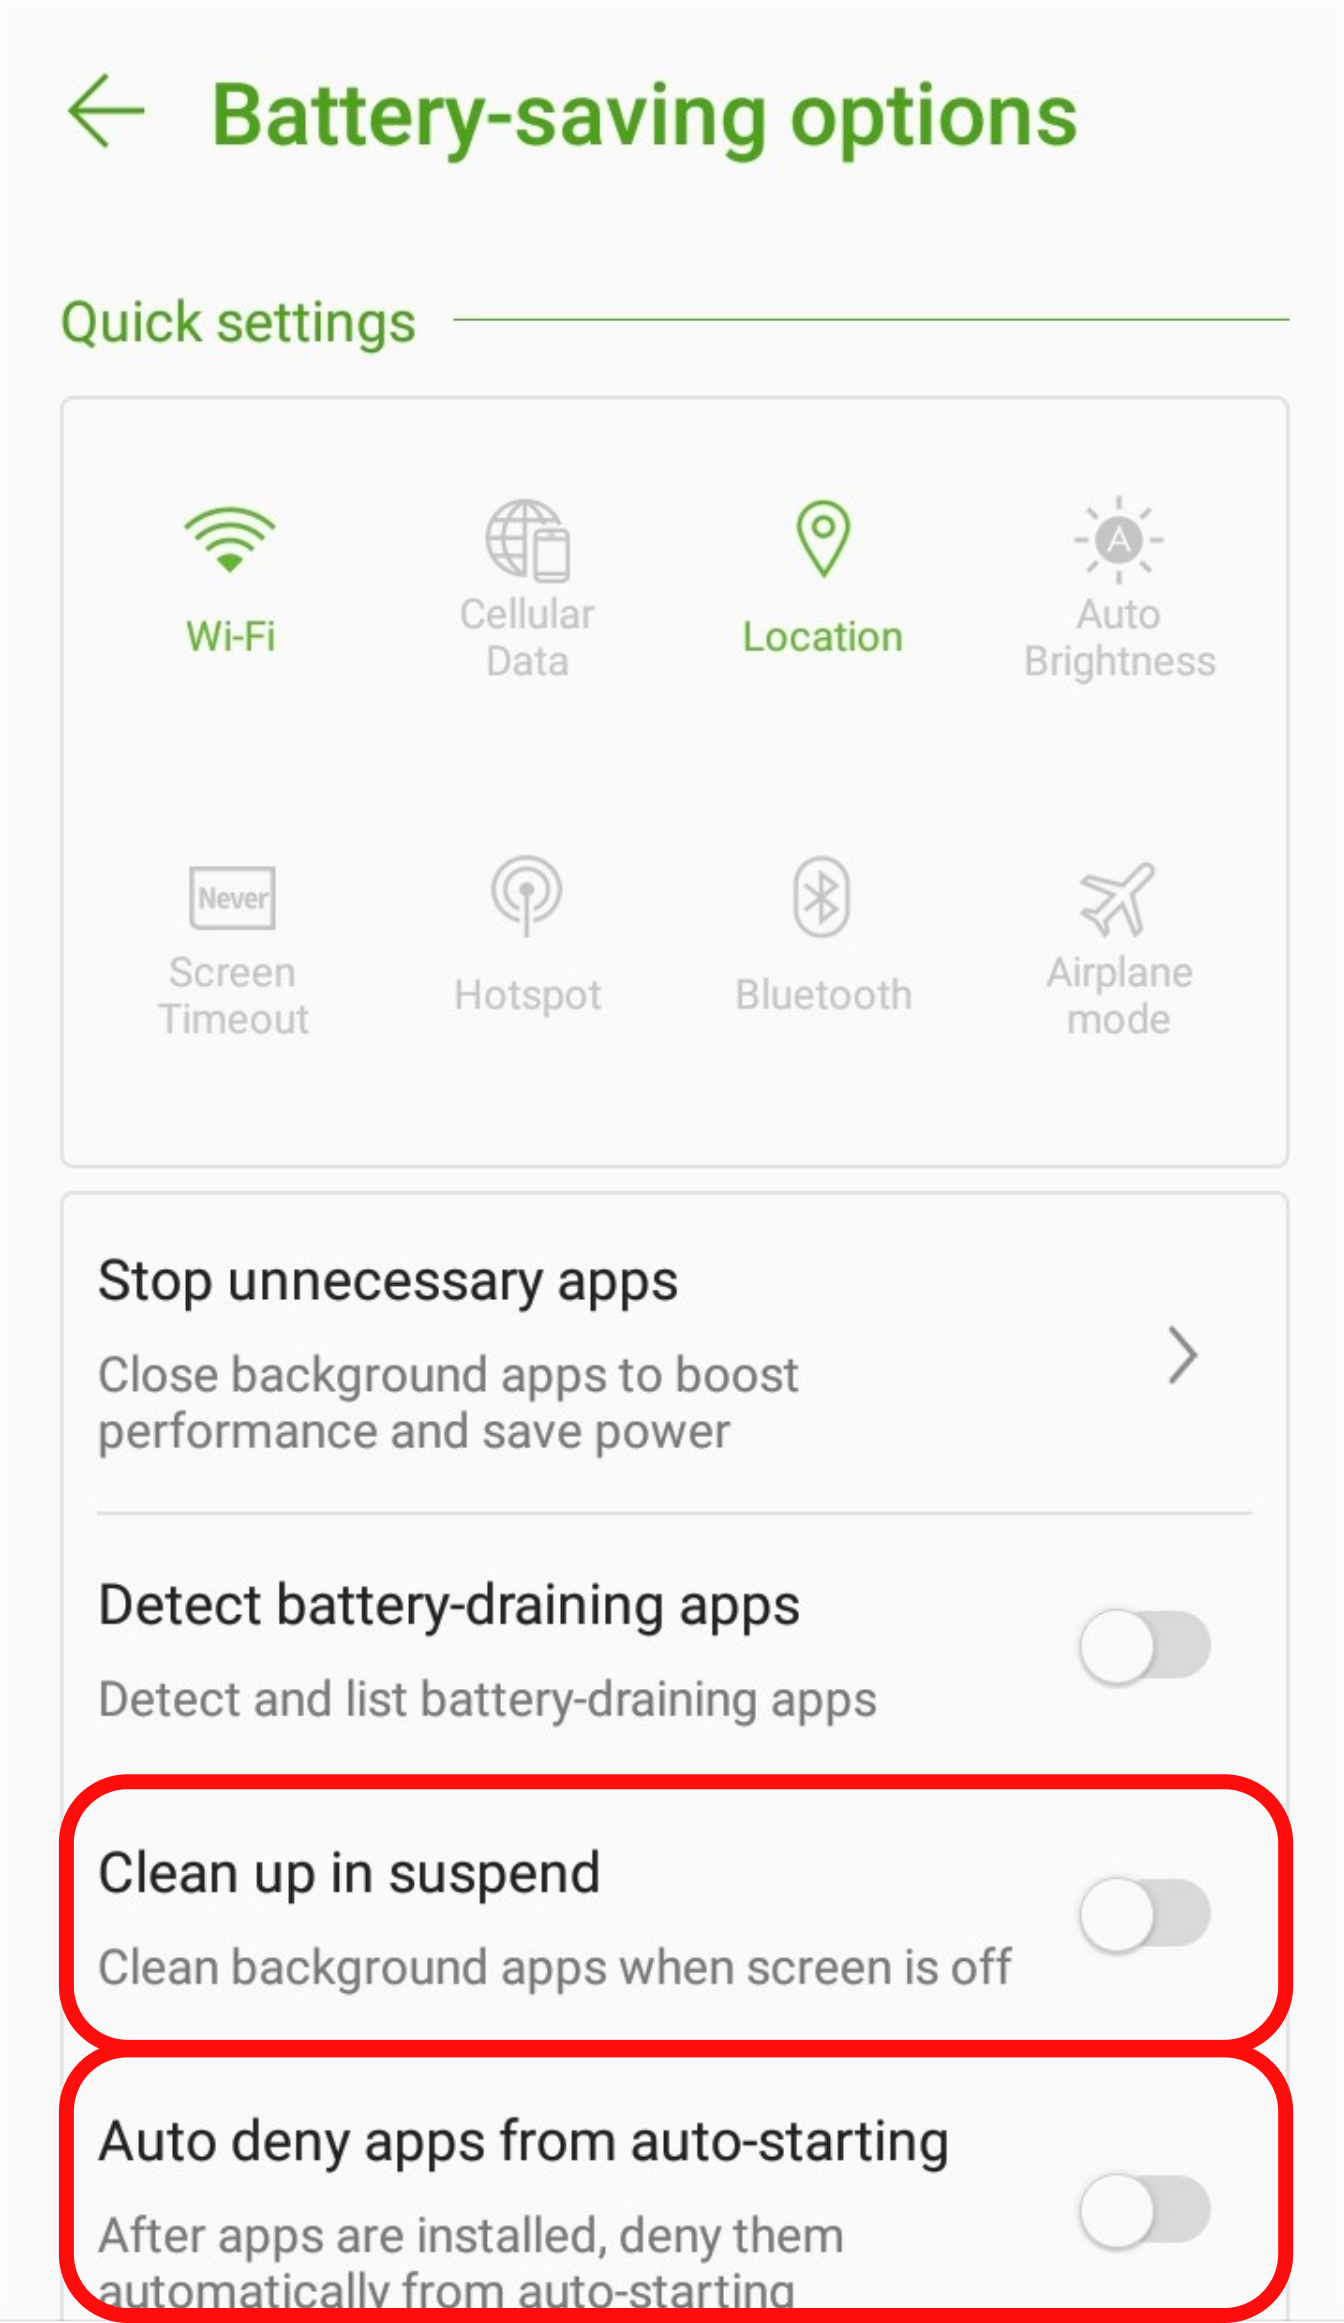 Battery-saving options
Quick settings
Wi-Fi
Cellular
Data
Location
A
Auto
Brightness
Never
Screen
Timeout
Hotspot
Bluetooth
Airplane
mode
Stop unnecessary apps
Close background apps to boost
performance and save power
Detect battery-draining apps
Detect and list battery-draining apps
Clean up in suspend
Clean background apps when screen is off
Auto deny apps from auto-starting
After apps are installed, deny them
automatically from auto-starting